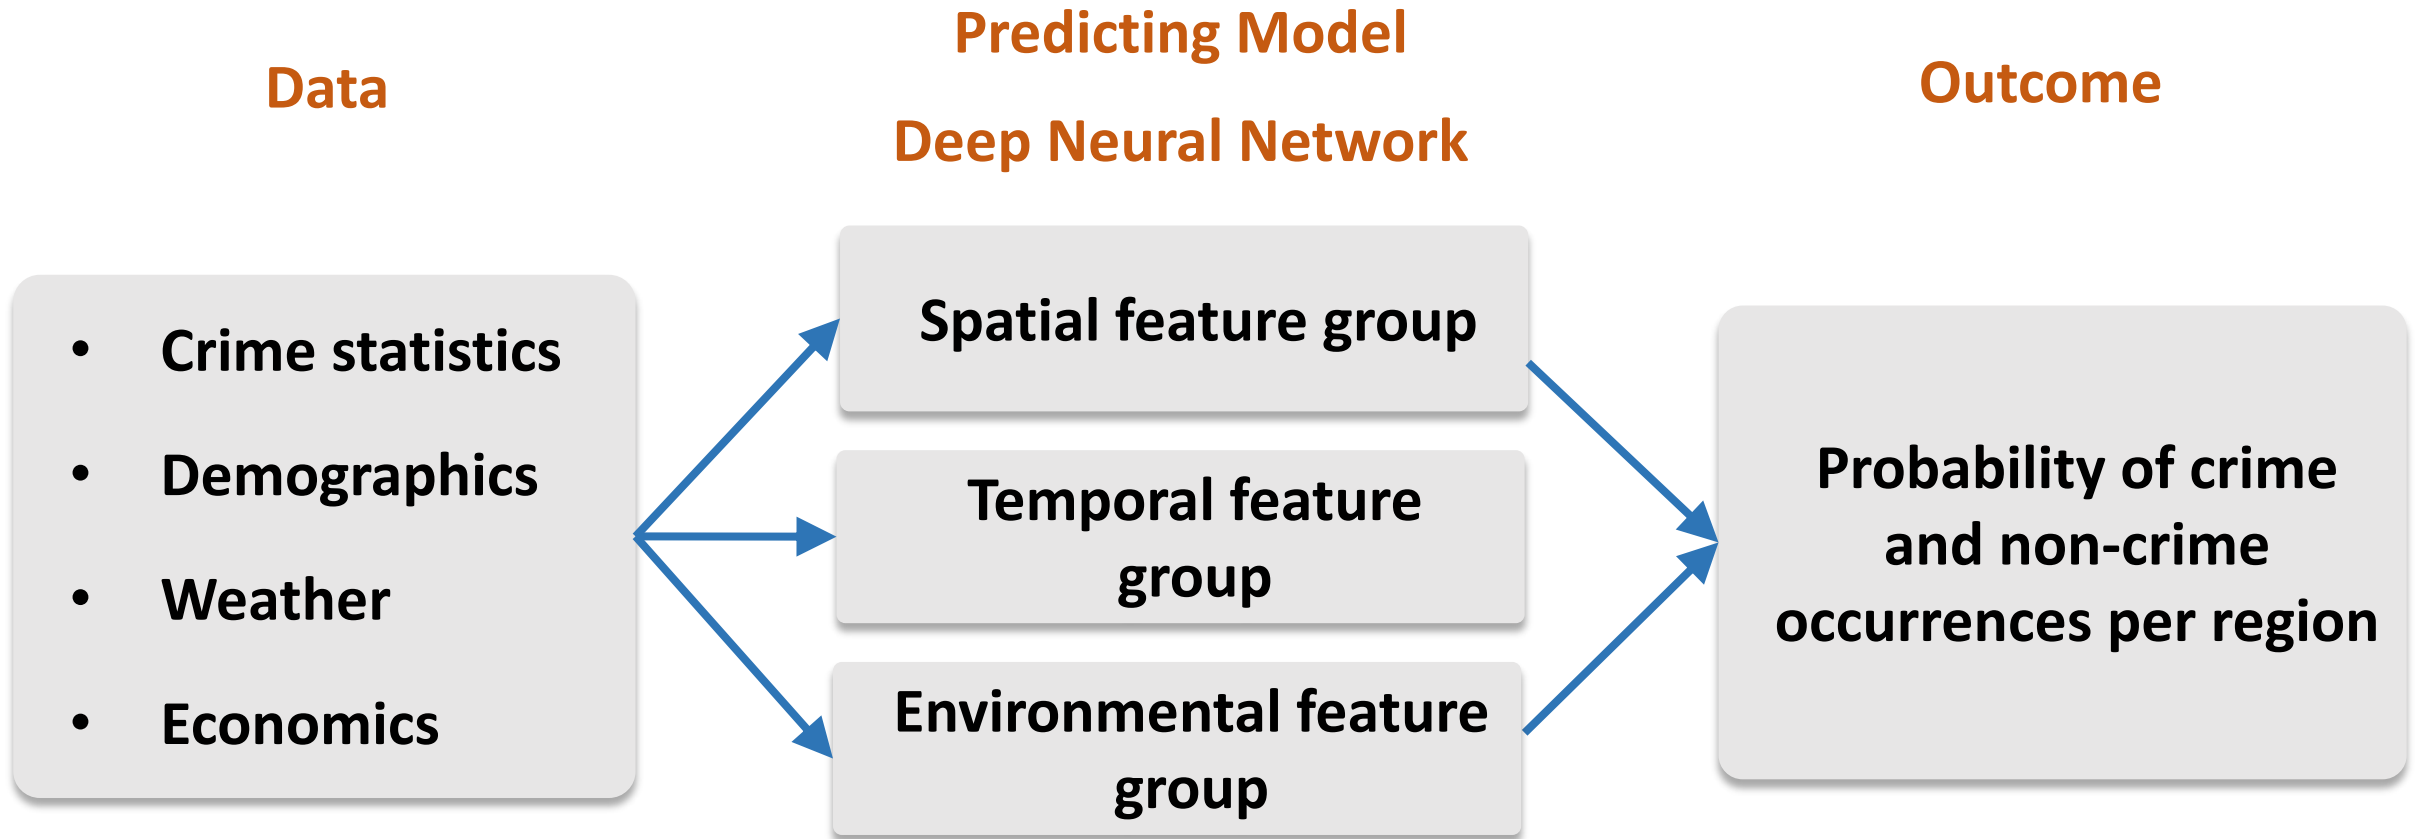 Data
• Crime statistics
• Demographics
• Weather
• Economics
Predicting Model
Deep Neural Network
Spatial feature group
Temporal feature
group
Environmental feature
group
Outcome
Probability of crime
and non-crime
occurrences per region